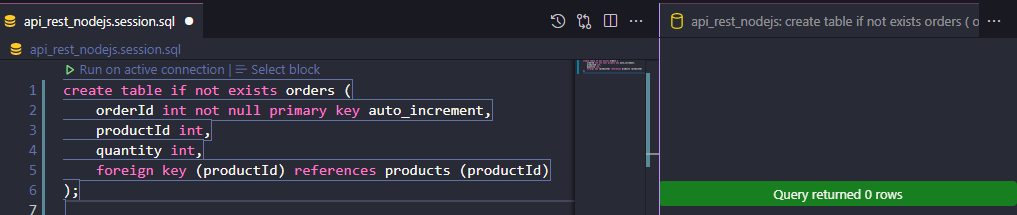 api_rest_nodejs.session.sql
api_rest_nodejs: create table if not exists orders ( o
api_rest_nodejs.session.sql
Run on active connection | Select block
1 create table if not exists orders (
2 orderId int not null primary key auto_increment,
3 productId int,
4 quantity int,
5 foreign key (productId) references products (productId)
6 );
7
Query returned 0 rows